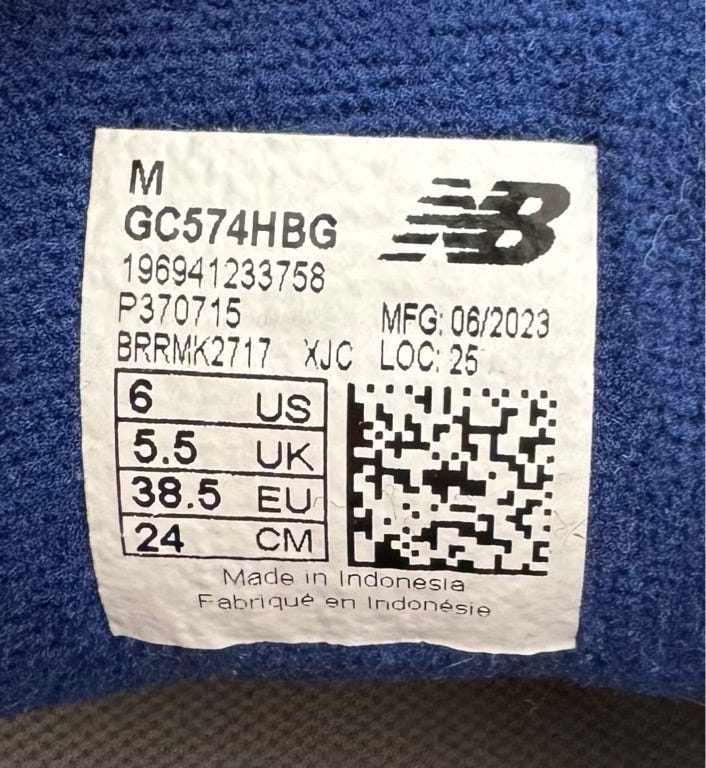 M
GC574HBG
NB
196941233758
P370715
MFG: 06/2023
BRRMK2717 XJC LOC: 25
6 US
5.5 UK
38.5 EU
24 CM
Made in Indonesia
Fabriqué en Indonésie